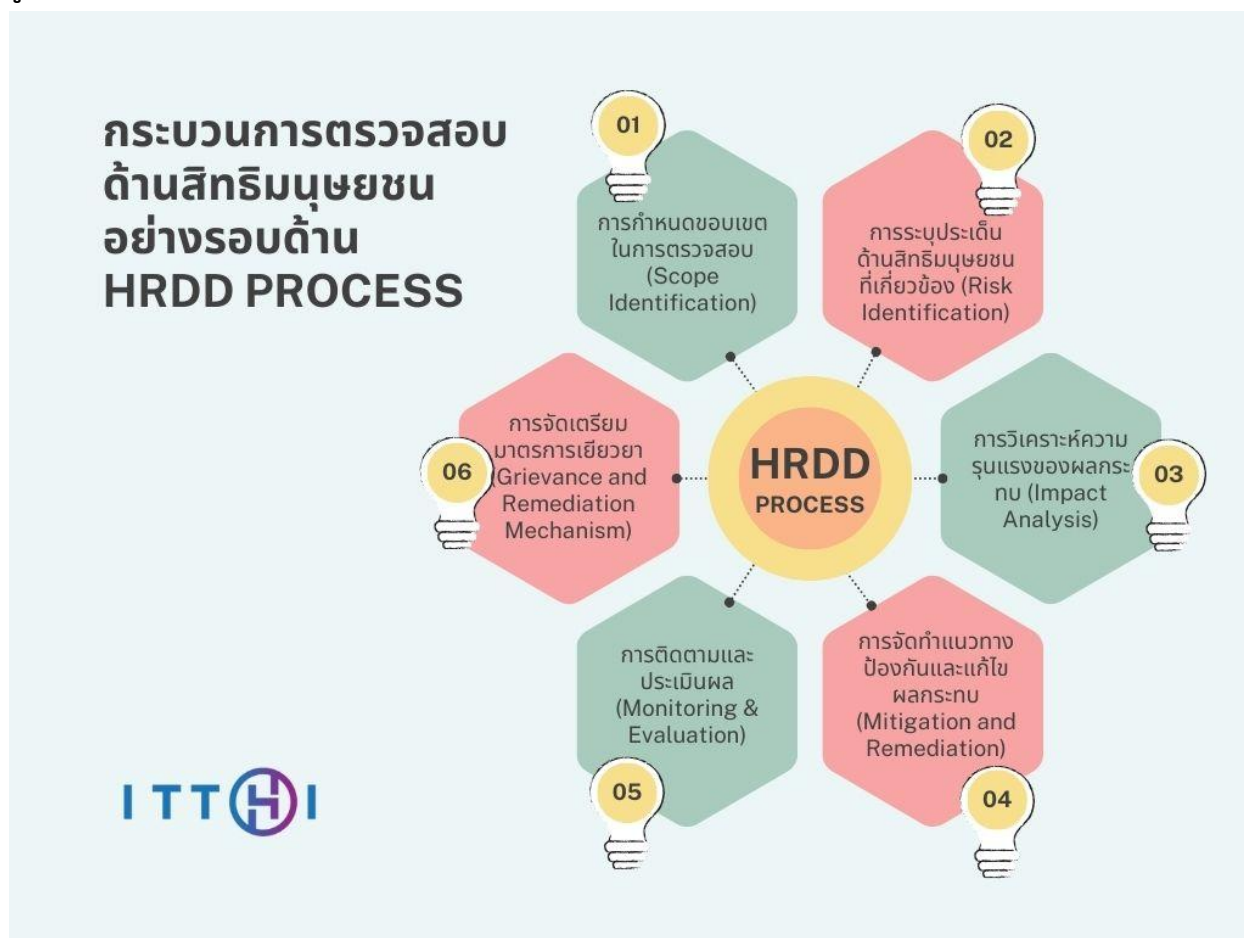 กระบวนการตรวจสอบ
ด้านสิทธิมนุษยชน
อย่างรอบด้าน
HRDD PROCESS
01
การกำหนดขอบเขต
ในการตรวจสอบ
(Scope
Identification)
02
การระบุประเด็น
ด้านสิทธิมนุษยชน
ที่เกี่ยวข้อง (Risk
Identification)
03
การวิเคราะห์ความ
รุนแรงของผลกระ
ทบ (Impact
Analysis)
04
การจัดทำแนวทาง
ป้องกันและแก้ไข
ผลกระทบ
(Mitigation and
Remediation)
05
การติดตามและ
ประเมินผล
(Monitoring &
Evaluation)
06
การจัดเตรียม
มาตรการเยียวยา
(Grievance and
Remediation
Mechanism)
HRDD
PROCESS
ITTHI